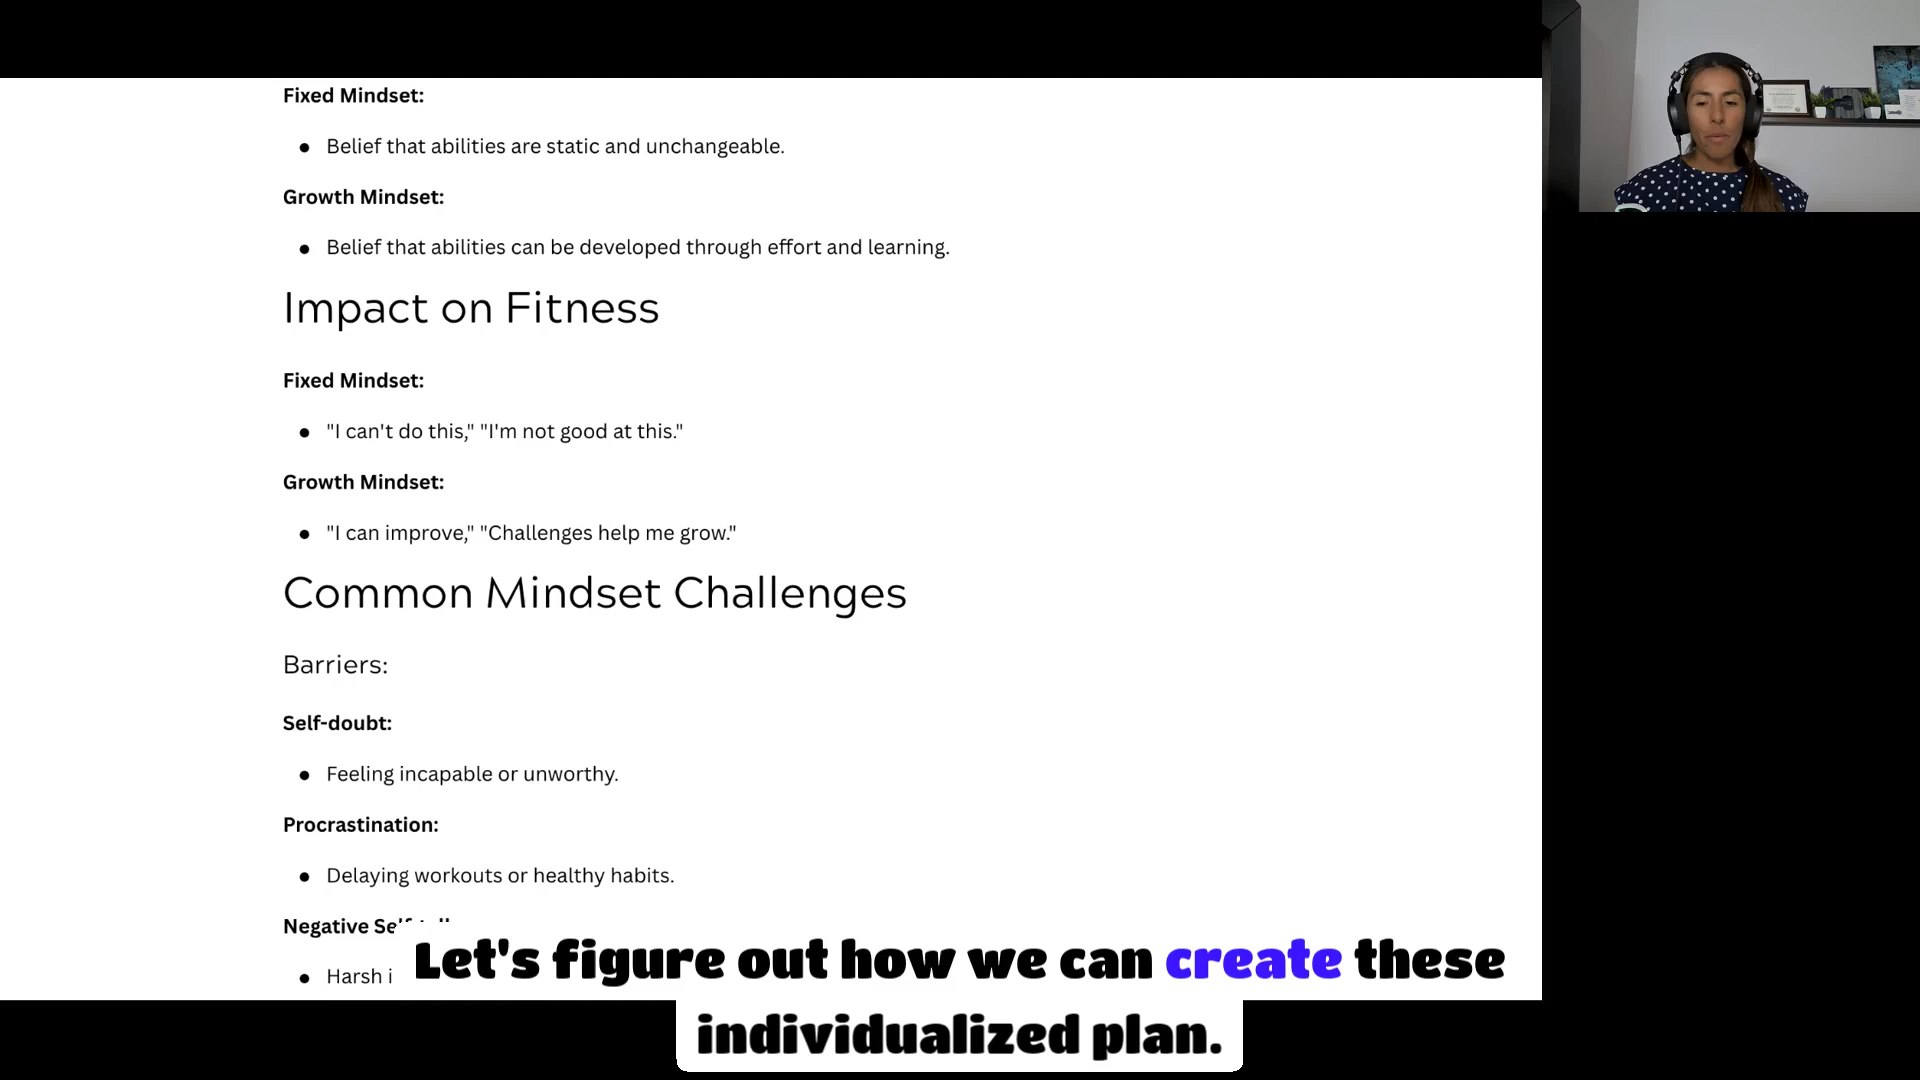 Fixed Mindset:
● Belief that abilities are static and unchangeable.
Growth Mindset:
● Belief that abilities can be developed through effort and learning.
Impact on Fitness
Fixed Mindset:
● "I can't do this," "I'm not good at this."
Growth Mindset:
● "I can improve," "Challenges help me grow."
Common Mindset Challenges
Barriers:
Self-doubt:
● Feeling incapable or unworthy.
Procrastination:
● Delaying workouts or healthy habits.
Negative
● Harsh
Let's figure out how we can create these
individualized plan.